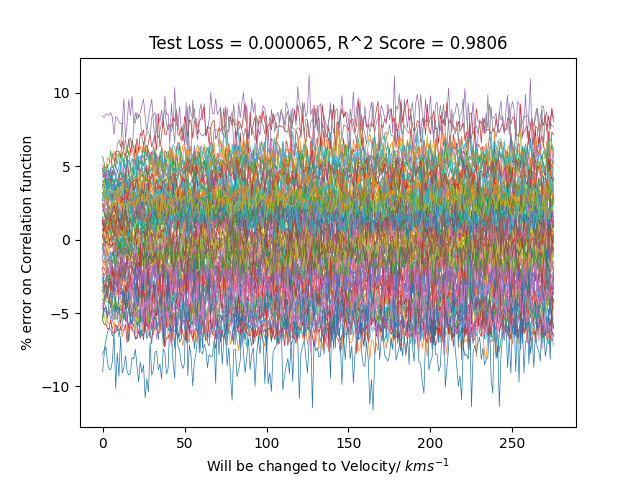 Test Loss = 0.000065, R^2 Score = 0.9806
% error on Correlation function
10
5
0
−5
−10
0 50 100 150 200 250
Will be changed to Velocity/ kms⁻¹